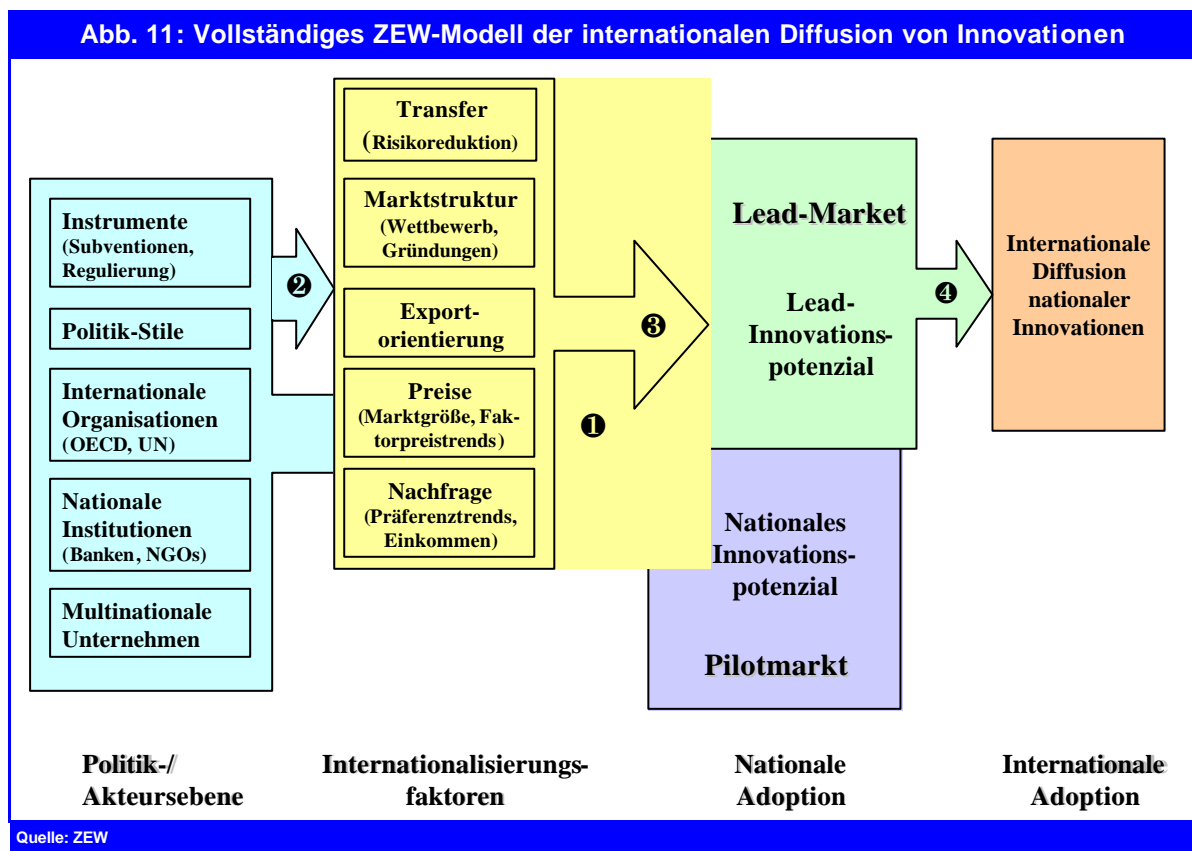 Abb. 11: Vollständiges ZEW-Modell der internationalen Diffusion von Innovationen
Instrumente
(Subventionen,
Regulierung)
Politik-Stile
Internationale
Organisationen
(OECD, UN)
Nationale
Institutionen
(Banken, NGOs)
Multinationale
Unternehmen
❷
Transfer
(Risikoreduktion)
Marktstruktur
(Wettbewerb,
Gründungen)
Export-
orientierung
Preise
(Marktgröße, Fak-
torpreistrends)
Nachfrage
(Präferenztrends,
Einkommen)
❸
❶
Lead-Market
Lead-
Innovations-
potenzial
Nationales
Innovations-
potenzial
Pilotmarkt
❹
Internationale
Diffusion
nationaler
Innovationen
Politik-/
Akteursebene
Internationalisierungs-
faktoren
Nationale
Adoption
Internationale
Adoption
Quelle: ZEW